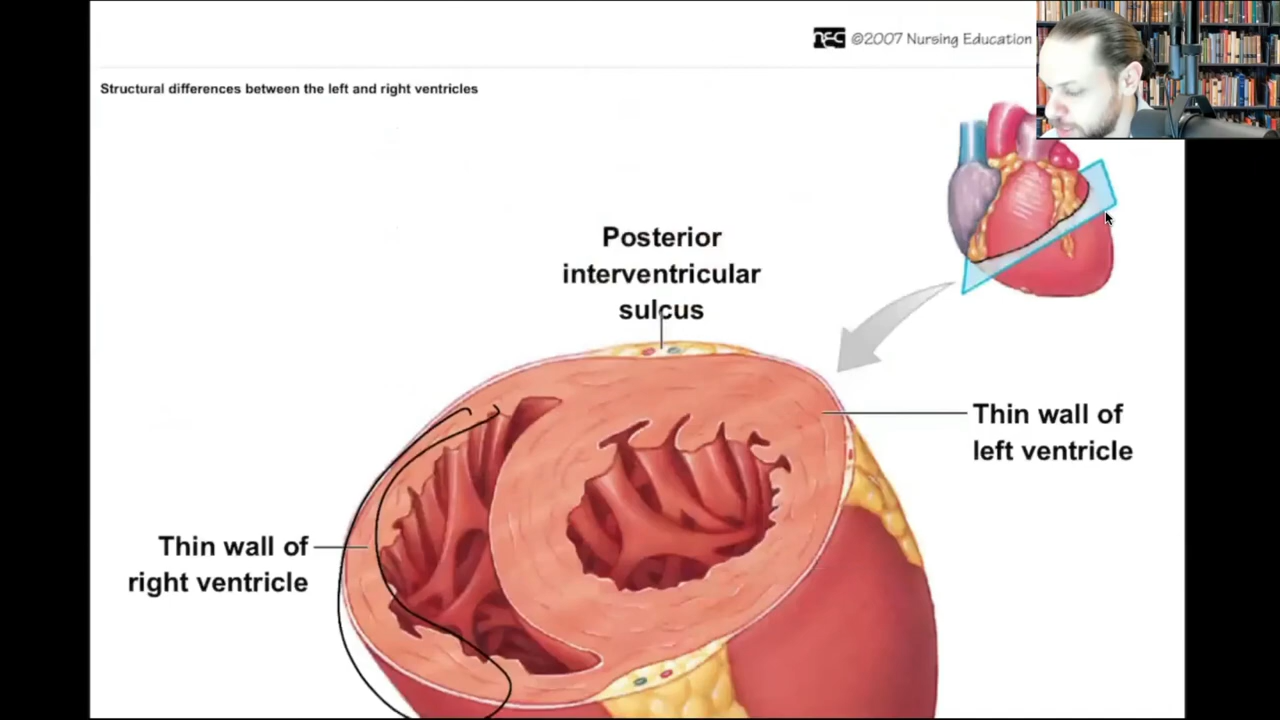 nec ©2007 Nursing Education
Structural differences between the left and right ventricles
Posterior
interventricular
sulcus
Thin wall of
left ventricle
Thin wall of
right ventricle